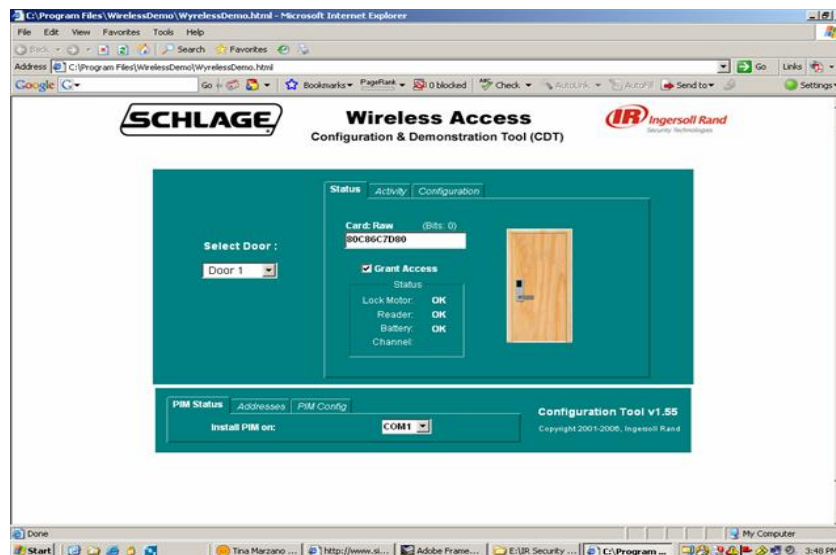 C:\Program Files\WirelessDemo\WyrelessDemo.html - Microsoft Internet Explorer
File Edit View Favorites Tools Help
Back Search Favorites
Address C:\Program Files\WirelessDemo\WyrelessDemo.html Go Links
Google G Go Bookmarks PageRank 0 blocked Check AutoLink AutoFill Send to Settings
SCHLAGE
Wireless Access
Configuration & Demonstration Tool (CDT)
IR Ingersoll Rand
Security Technologies
Status Activity Configuration
Card: Raw (Bits: 0)
80C86C7D80
Select Door :
Door 1
Grant Access
Status
Lock Motor: OK
Reader: OK
Battery: OK
Channel:
PIM Status Addresses PIM Config
Install PIM on: COM1
Configuration Tool v1.55
Copyright 2001-2006, Ingersoll Rand
Done My Computer
Start Tina Marzano ... http://www.si... Adobe Frame... E:\IR Security ... C:\Program ... 3:48 PM